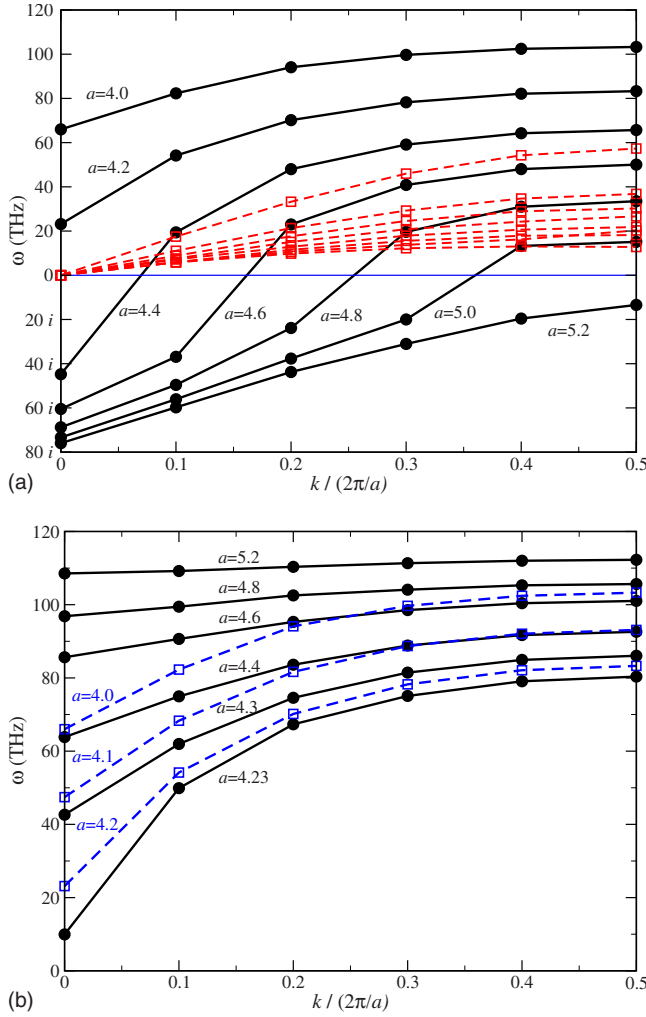 120
100
80
60
40
20
0
20 i
40 i
60 i
80 i
ω (THz)
a=4.0
a=4.2
a=4.4
a=4.6
a=4.8
a=5.0
a=5.2
0
0.1
0.2
0.3
0.4
0.5
(a)
k / (2π/a)
120
100
80
60
40
20
0
ω (THz)
a=5.2
a=4.8
a=4.6
a=4.4
a=4.0
a=4.3
a=4.1
a=4.23
a=4.2
0
0.1
0.2
0.3
0.4
0.5
(b)
k / (2π/a)